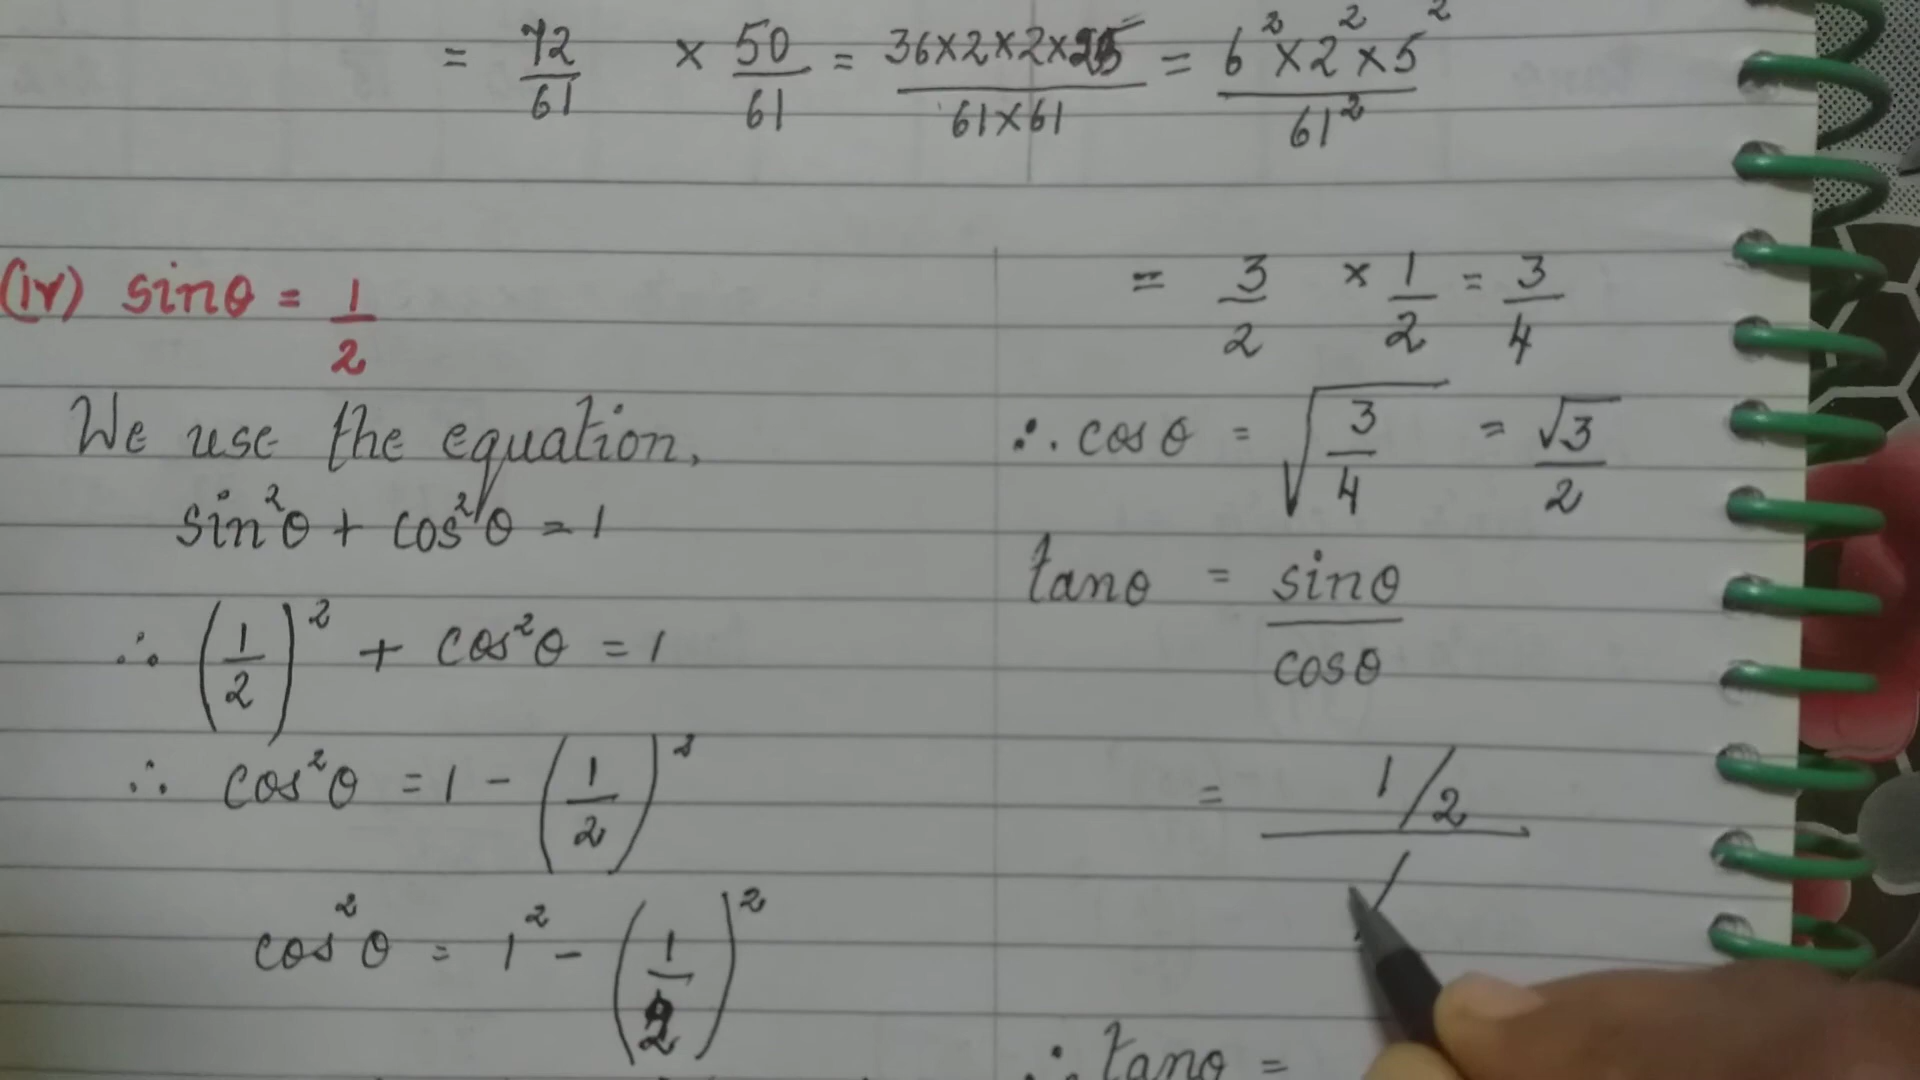 = 72/61 × 50/61 = 36×2×2×25/61×61 = 6²×2²×5²/61²
(iv) sinθ = 1/2
We use the equation,
sin²θ + cos²θ = 1
∴ (1/2)² + cos²θ = 1
∴ cos²θ = 1 - (1/2)²
cos²θ = 1² - (1/2)²
= 3/2 × 1/2 = 3/4
∴ cosθ = √(3/4) = √3/2
tanθ = sinθ/cosθ
= 1/2 / /
∴ tanθ =